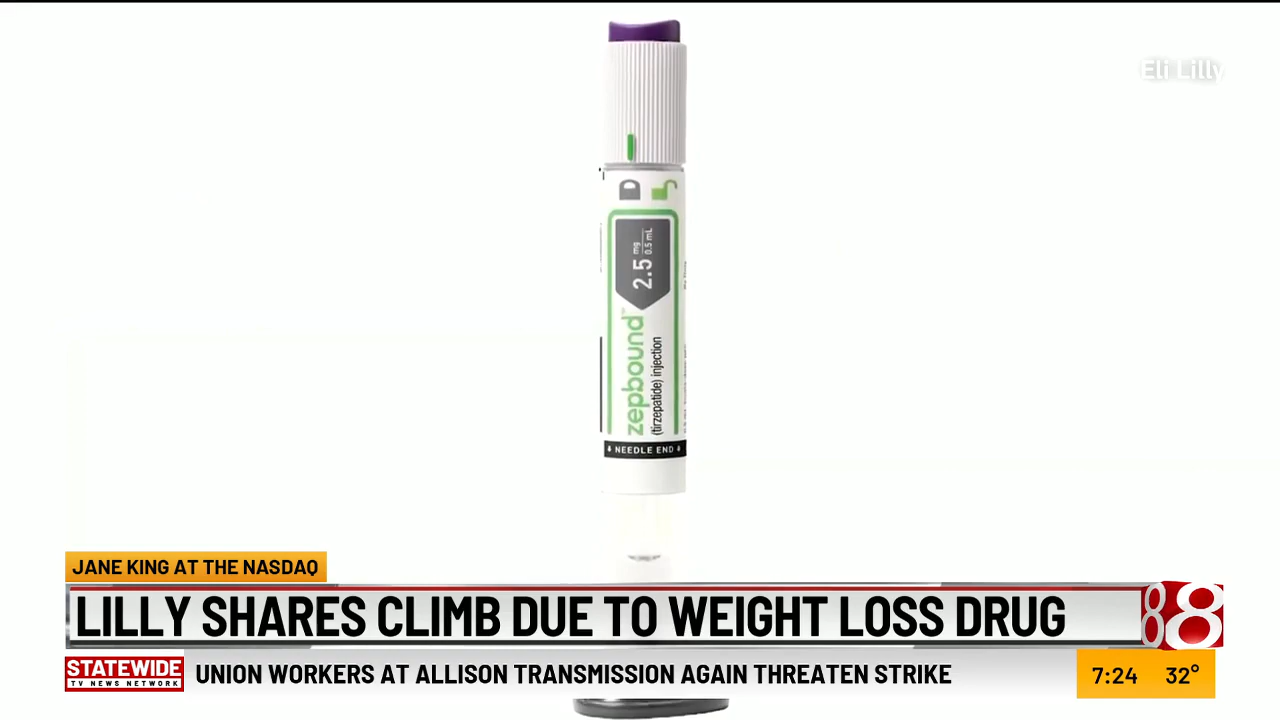 Eli Lilly
D
2.5 mg
0.5 mL
zepbound™
(tirzepatide) injection
NEEDLE END
JANE KING AT THE NASDAQ
LILLY SHARES CLIMB DUE TO WEIGHT LOSS DRUG
88
STATEWIDE
TV NEWS NETWORK
UNION WORKERS AT ALLISON TRANSMISSION AGAIN THREATEN STRIKE
7:24 32°